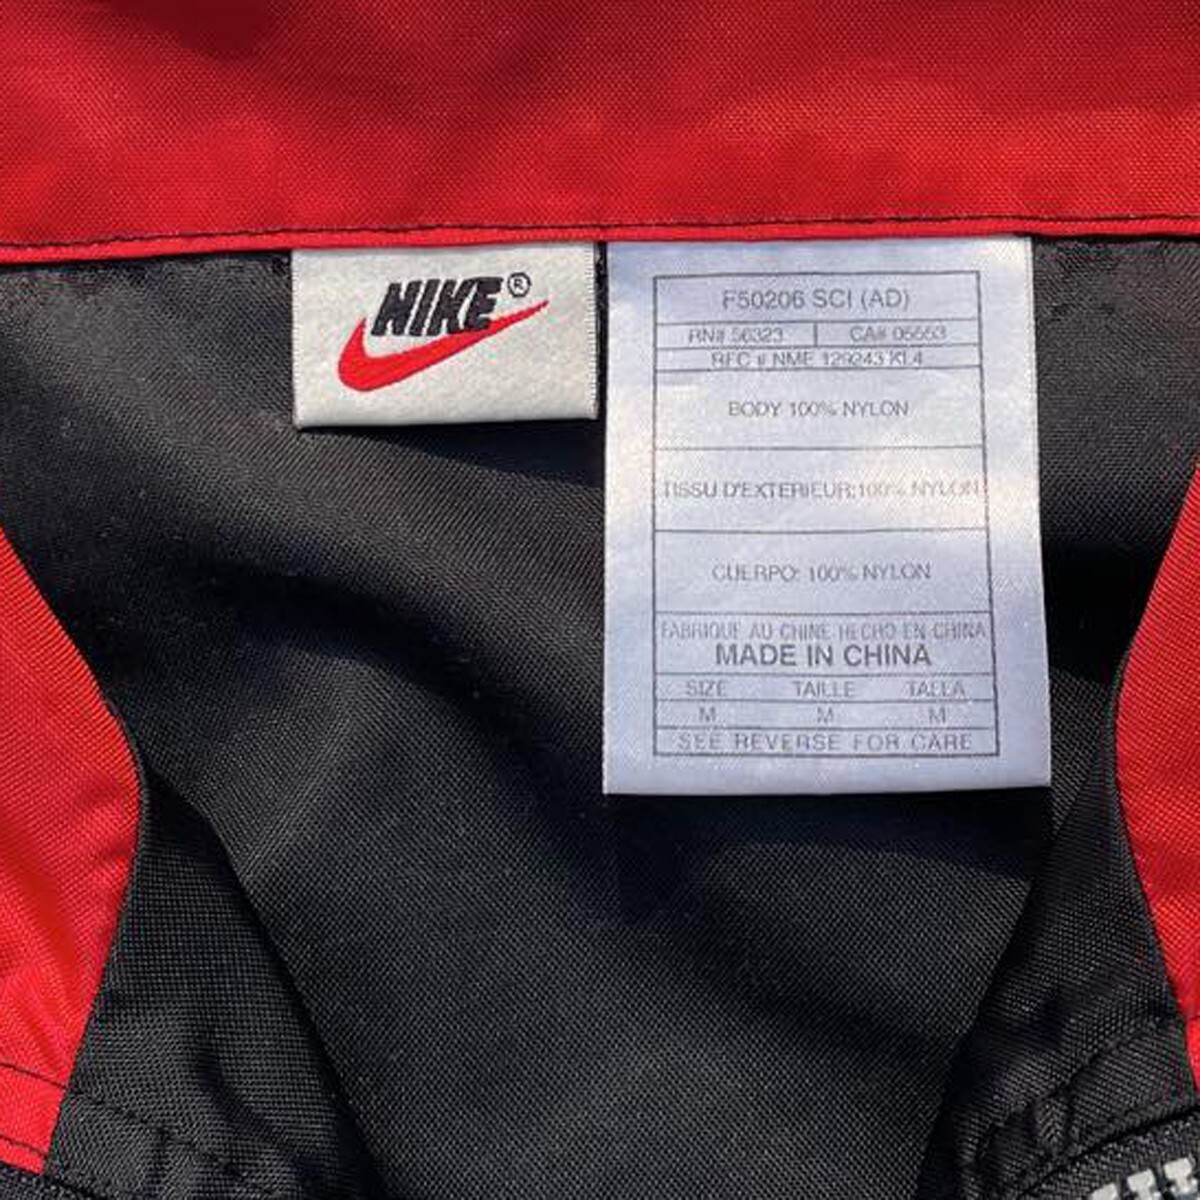 NIKE®
F50206 SCI (AD)
RN# 56323 CA# 05553
RFC # NME 129243 KL4
BODY 100% NYLON
TISSU D'EXTERIEUR:100% NYLON
CUERPO: 100% NYLON
FABRIQUE AU CHINE HECHO EN CHINA
MADE IN CHINA
SIZE TAILLE TALLA
M M M
SEE REVERSE FOR CARE